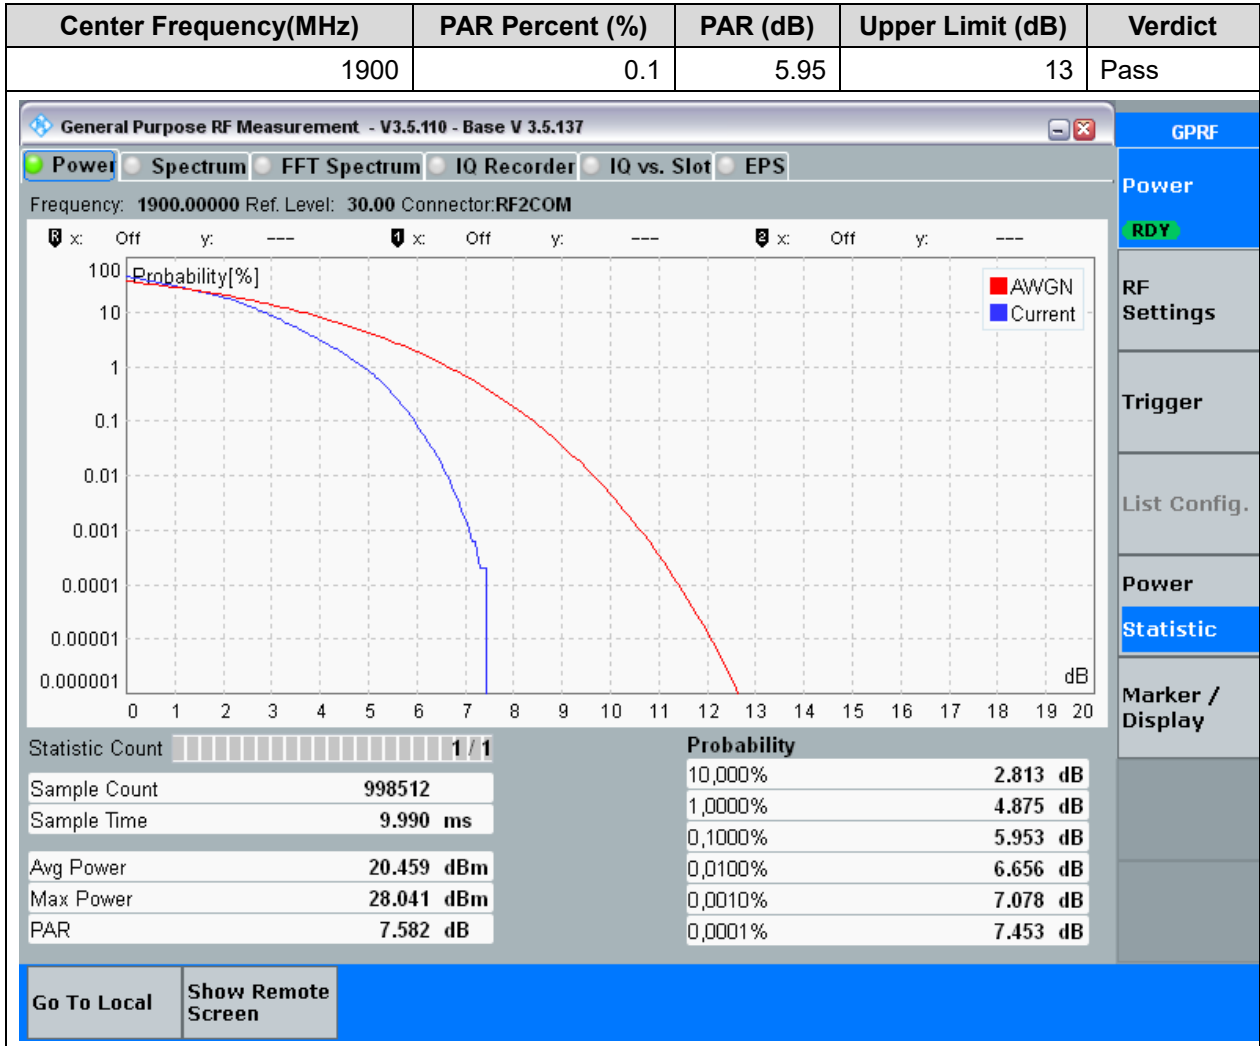 Center Frequency(MHz) PAR Percent (%) PAR (dB) Upper Limit (dB) Verdict
1900 0.1 5.95 13 Pass
General Purpose RF Measurement - V3.5.110 - Base V 3.5.137
GPRF
Power Spectrum FFT Spectrum IQ Recorder IQ vs. Slot EPS
Frequency: 1900.00000 Ref. Level: 30.00 Connector:RF2COM
R x: Off y: --- 1 x: Off y: --- 2 x: Off y: ---
Probability[%]
AWGN
Current
100
10
1
0.1
0.01
0.001
0.0001
0.00001
0.000001
dB
0 1 2 3 4 5 6 7 8 9 10 11 12 13 14 15 16 17 18 19 20
Statistic Count 1 / 1
Sample Count 998512
Sample Time 9.990 ms
Avg Power 20.459 dBm
Max Power 28.041 dBm
PAR 7.582 dB
Probability
10,000% 2.813 dB
1,0000% 4.875 dB
0,1000% 5.953 dB
0,0100% 6.656 dB
0,0010% 7.078 dB
0,0001% 7.453 dB
Power
RDY
RF
Settings
Trigger
List Config.
Power
Statistic
Marker /
Display
Go To Local
Show Remote
Screen